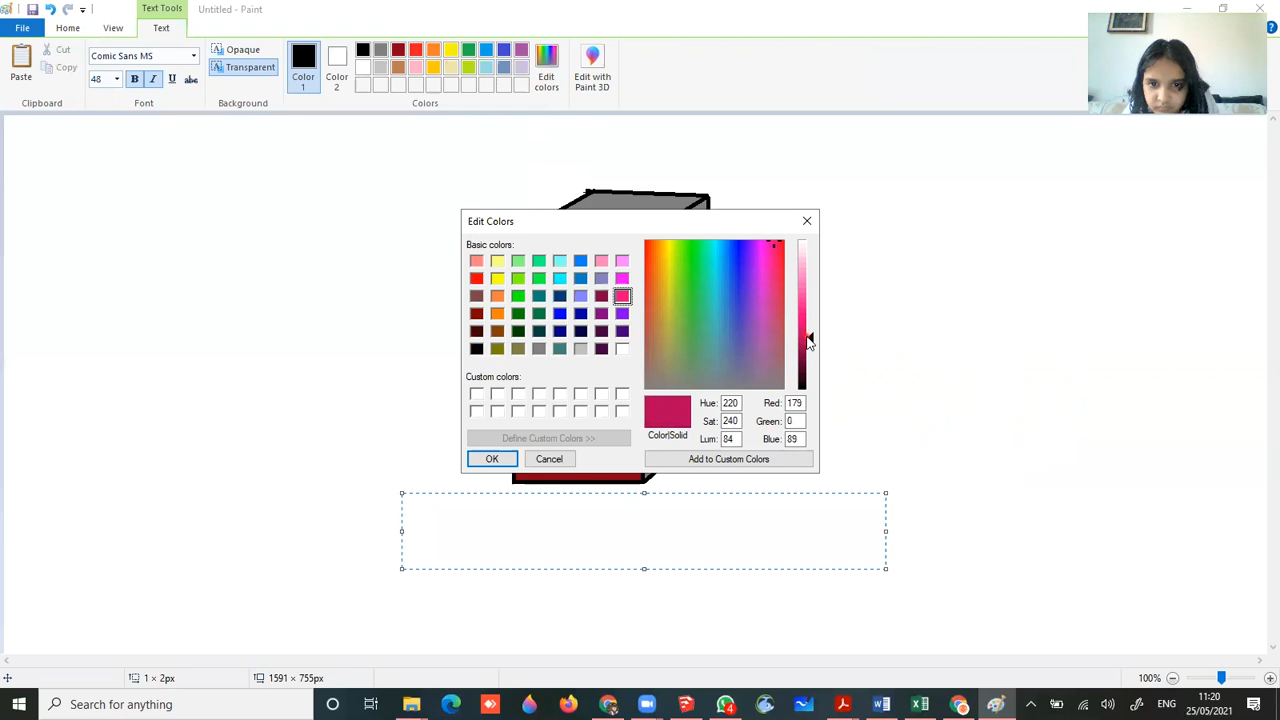 Text Tools
Untitled - Paint
File
Home
View
Text
Paste
Cut
Copy
Clipboard
Comic Sans MS
48
B
I
U
abc
Font
Opaque
Transparent
Background
Color
1
Color
2
Edit
colors
Colors
Edit with
Paint 3D
Edit Colors
Basic colors:
Custom colors:
Define Custom Colors >>
OK
Cancel
Color|Solid
Hue: 220
Sat: 240
Lum: 84
Red: 179
Green: 0
Blue: 89
Add to Custom Colors
1 × 2px
1591 × 755px
100%
Search for anything
4
ENG
11:20
25/05/2021